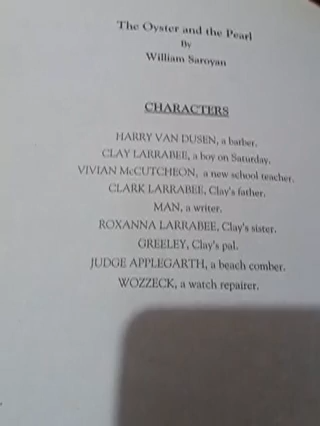 The Oyster and the Pearl
By
William Saroyan
CHARACTERS
HARRY VAN DUSEN, a barber.
CLAY LARRABEE, a boy on Saturday.
VIVIAN McCUTCHEON, a new school teacher.
CLARK LARRABEE, Clay's father.
MAN, a writer.
ROXANNA LARRABEE, Clay's sister.
GREELEY, Clay's pal.
JUDGE APPLEGARTH, a beach comber.
WOZZECK, a watch repairer.